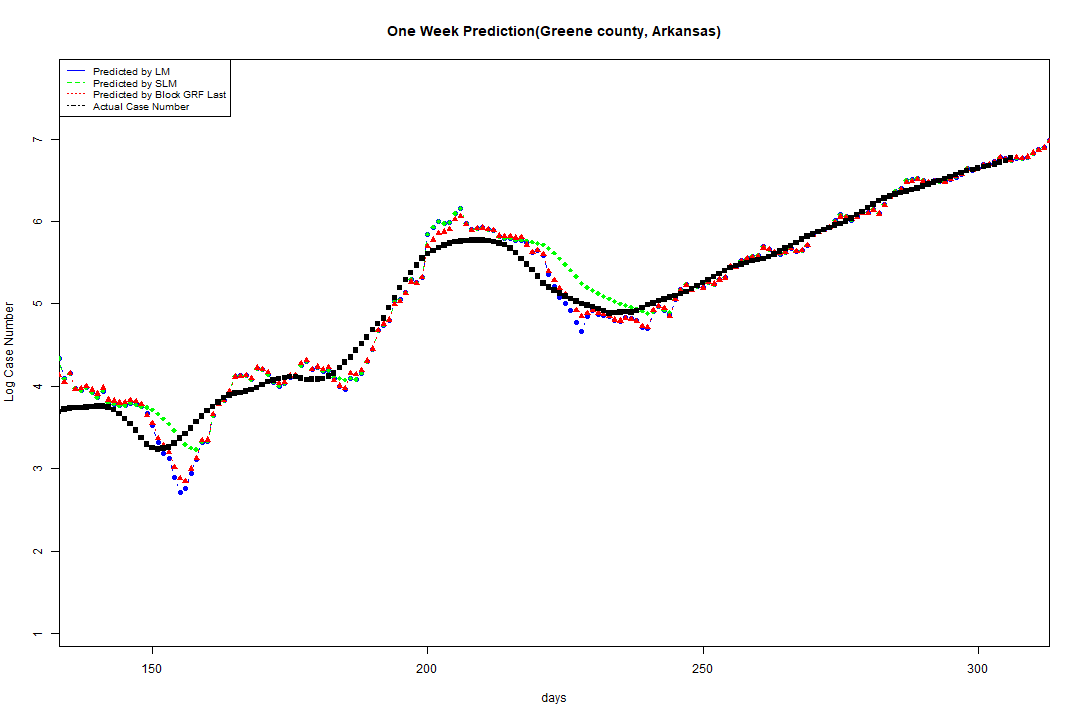 One Week Prediction(Greene county, Arkansas)
Predicted by LM
Predicted by SLM
Predicted by Block GRF Last
Actual Case Number
Log Case Number
7
6
5
4
3
2
1
150 200 250 300
days